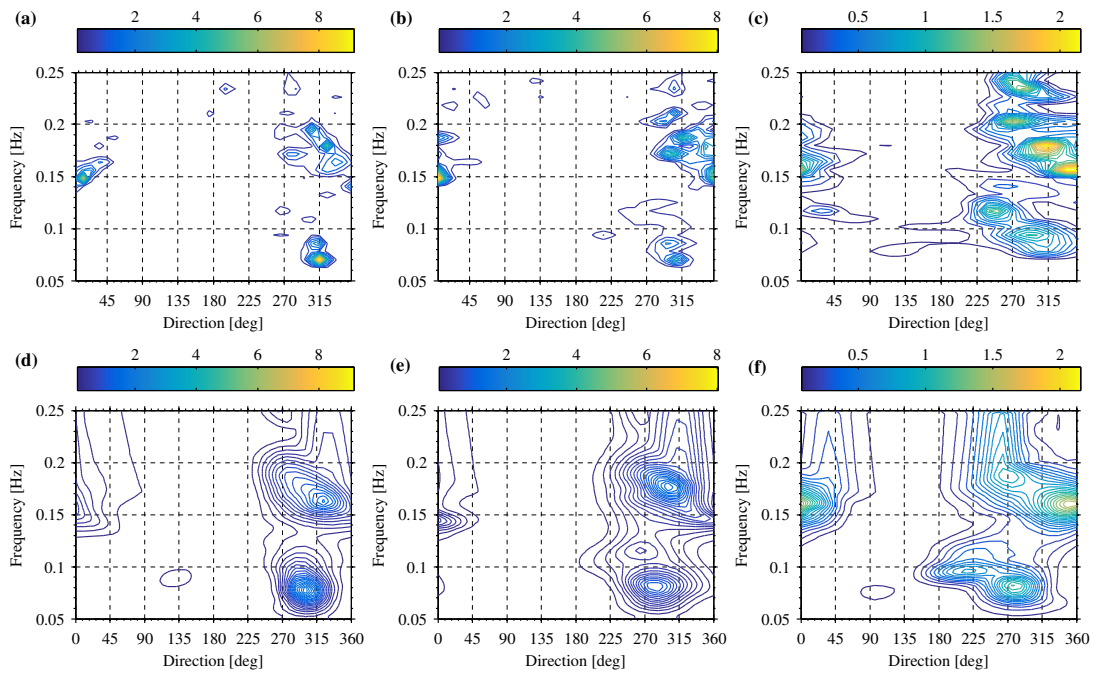 (a) 2 4 6 8
0.25
0.2
0.15
0.1
0.05
Frequency [Hz]
45 90 135 180 225 270 315
Direction [deg]
(b) 2 4 6 8
0.25
0.2
0.15
0.1
0.05
Frequency [Hz]
45 90 135 180 225 270 315
Direction [deg]
(c) 0.5 1 1.5 2
0.25
0.2
0.15
0.1
0.05
Frequency [Hz]
45 90 135 180 225 270 315
Direction [deg]
(d) 2 4 6 8
0.25
0.2
0.15
0.1
0.05
Frequency [Hz]
0 45 90 135 180 225 270 315 360
Direction [deg]
(e) 2 4 6 8
0.25
0.2
0.15
0.1
0.05
Frequency [Hz]
0 45 90 135 180 225 270 315 360
Direction [deg]
(f) 0.5 1 1.5 2
0.25
0.2
0.15
0.1
0.05
Frequency [Hz]
0 45 90 135 180 225 270 315 360
Direction [deg]